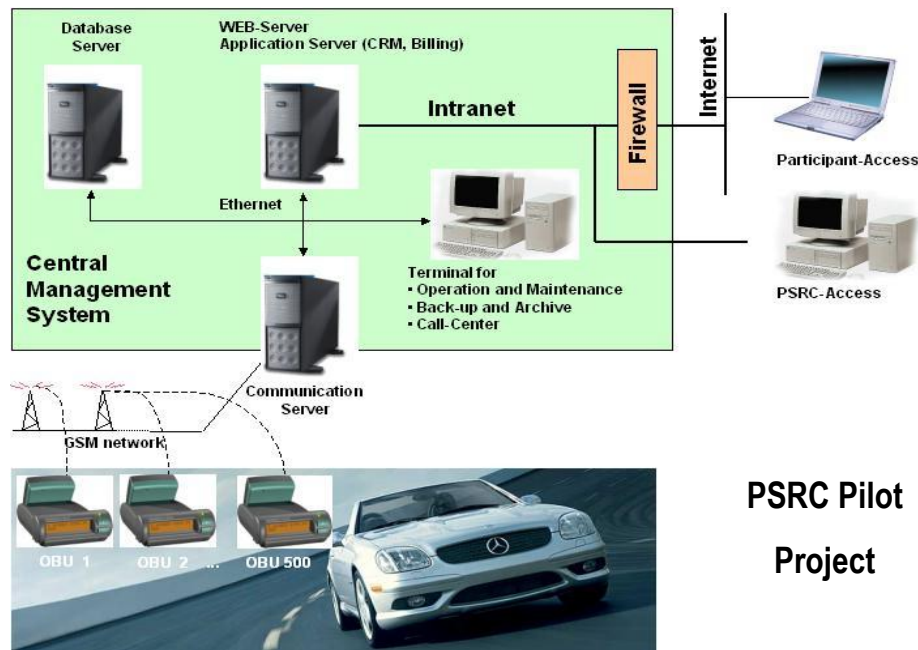 Database
Server
WEB-Server
Application Server (CRM, Billing)
Intranet
Firewall
Internet
Participant-Access
Ethernet
Central
Management
System
Terminal for
▪ Operation and Maintenance
▪ Back-up and Archive
▪ Call-Center
PSRC-Access
Communication
Server
GSM network
OBU 1
OBU 2
...
OBU 500
PSRC Pilot
Project